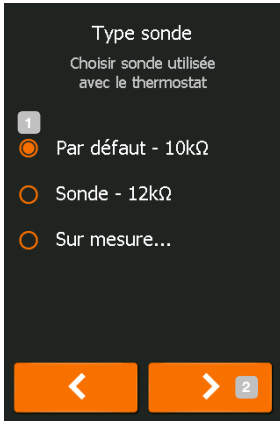 Type sonde
Choisir sonde utilisée
avec le thermostat
1
Par défaut - 10kΩ
Sonde - 12kΩ
Sur mesure...
2